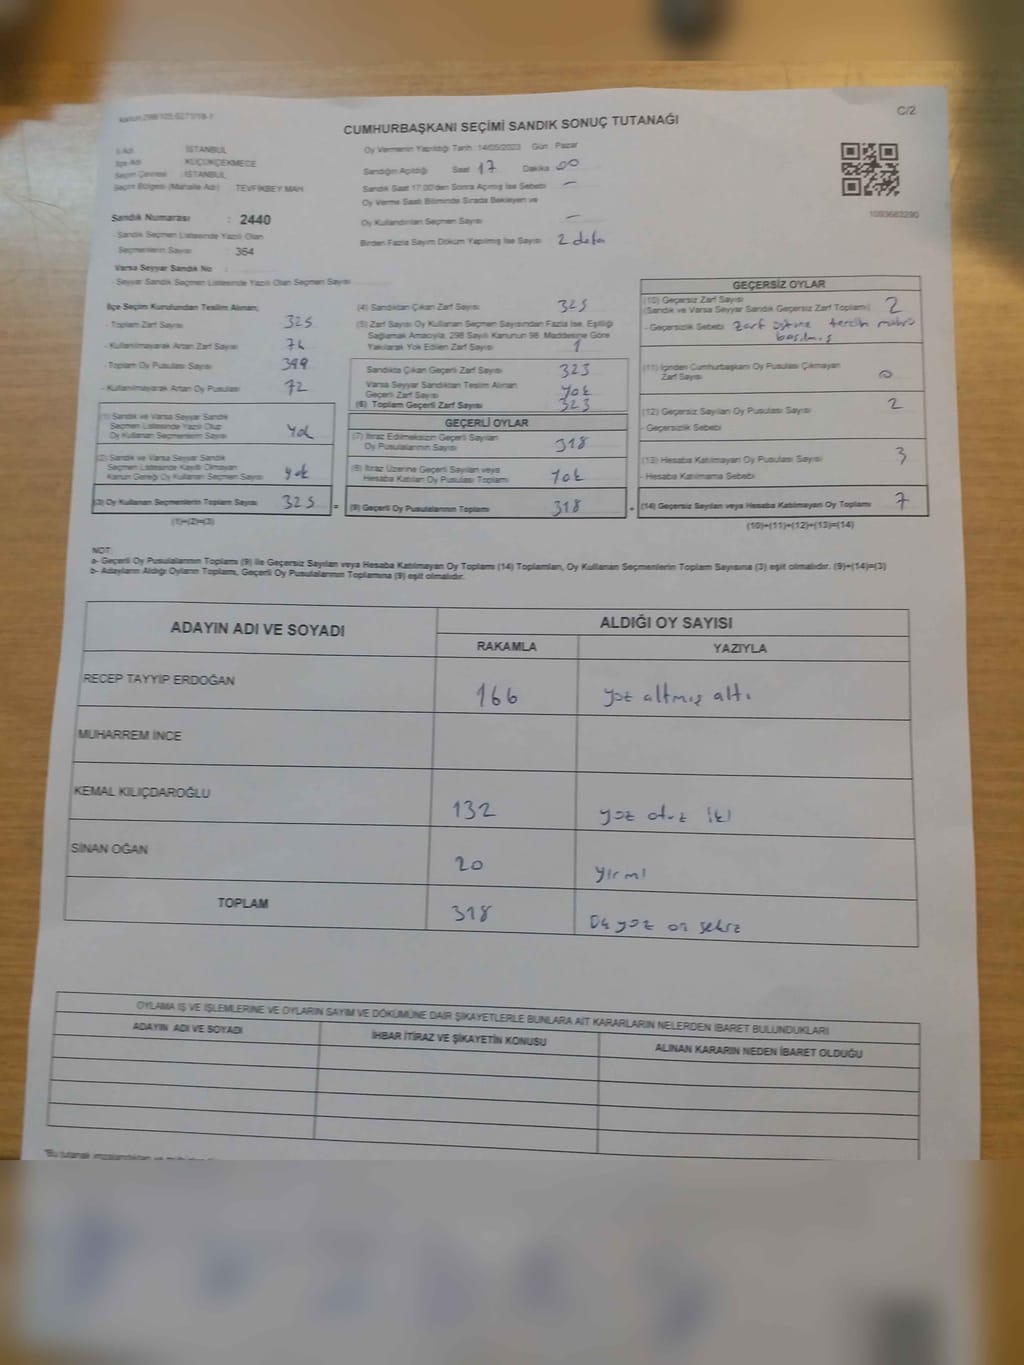 C/2
CUMHURBAŞKANI SEÇİMİ SANDIK SONUÇ TUTANAĞI
İl Adı : İSTANBUL
İlçe Adı : KÜÇÜKÇEKMECE
Seçim Çevresi : İSTANBUL
Seçim Bölgesi (Mahalle Adı) : TEVFİKBEY MAH
Sandık Numarası : 2440
Sandık Seçmen Listesinde Yazılı Olan
Seçmenlerin Sayısı : 364
Varsa Seyyar Sandık No :
- Seyyar Sandık Seçmen Listesinde Yazılı Olan Seçmen Sayısı
Oy Vermenin Yapıldığı Tarih :14/05/2023 Gün : Pazar
Sandığın Açıldığı Saat 17 Dakika 00
Sandık Saat 17.00'den Sonra Açılmış İse Sebebi —
Oy Verme Saati Bitiminde Sırada Bekleyen ve
Oy Kullandırılan Seçmen Sayısı —
Birden Fazla Sayım Döküm Yapılmış İse Sayısı 2 defa
1093683290
İlçe Seçim Kurulundan Teslim Alınan;
- Toplam Zarf Sayısı 325
- Kullanılmayarak Artan Zarf Sayısı
- Toplam Oy Pusulası Sayısı 399
- Kullanılmayarak Artan Oy Pusulası 72
(1) Sandık ve Varsa Seyyar Sandık
Seçmen Listesinde Yazılı Olup
Oy Kullanan Seçmenlerin Sayısı Yok
(2) Sandık ve Varsa Seyyar Sandık
Seçmen Listesinde Kayıtlı Olmayan
Kanun Gereği Oy Kullanan Seçmen Sayısı yok
(3) Oy Kullanan Seçmenlerin Toplam Sayısı 325 =
(1)+(2)=(3)
(4) Sandıktan Çıkan Zarf Sayısı 325
(5) Zarf Sayısı Oy Kullanan Seçmen Sayısından Fazla İse, Eşitliği
Sağlamak Amacıyla, 298 Sayılı Kanunun 98. Maddesine Göre
Yakılarak Yok Edilen Zarf Sayısı 1
Sandıkta Çıkan Geçerli Zarf Sayısı 323
Varsa Seyyar Sandıktan Teslim Alınan
Geçerli Zarf Sayısı Yok
(6) Toplam Geçerli Zarf Sayısı 323
GEÇERLİ OYLAR
(7) İtiraz Edilmeksizin Geçerli Sayılan
Oy Pusulalarının Sayısı 318
(8) İtiraz Üzerine Geçerli Sayılan veya
Hesaba Katılan Oy Pusulası Toplamı Yok
(9) Geçerli Oy Pusulalarının Toplamı 318 +
GEÇERSİZ OYLAR
(10) Geçersiz Zarf Sayısı
(Sandık ve Varsa Seyyar Sandık Geçersiz Zarf Toplamı) 2
- Geçersizlik Sebebi zarf üstüne tercih mührü
basılmış
(11) İçinden Cumhurbaşkanı Oy Pusulası Çıkmayan
Zarf Sayısı 0
(12) Geçersiz Sayılan Oy Pusulası Sayısı 2
- Geçersizlik Sebebi
(13) Hesaba Katılmayan Oy Pusulası Sayısı 3
- Hesaba Katılmama Sebebi
(14) Geçersiz Sayılan veya Hesaba Katılmayan Oy Toplamı 7
(10)+(11)+(12)+(13)=(14)
NOT:
a- Geçerli Oy Pusulalarının Toplamı (9) ile Geçersiz Sayılan veya Hesaba Katılmayan Oy Toplamı (14) Toplamları, Oy Kullanan Seçmenlerin Toplam Sayısına (3) eşit olmalıdır. (9)+(14)=(3)
b- Adayların Aldığı Oyların Toplamı, Geçerli Oy Pusulalarının Toplamına (9) eşit olmalıdır.
ADAYIN ADI VE SOYADI ALDIĞI OY SAYISI
RAKAMLA YAZIYLA
RECEP TAYYİP ERDOĞAN 166 yüz altmış altı
MUHARREM İNCE
KEMAL KILIÇDAROĞLU 132 yüz otuz iki
SİNAN OĞAN 20 yirmi
TOPLAM 318 Üç yüz on sekiz
OYLAMA İŞ VE İŞLEMLERİNE VE OYLARIN SAYIM VE DÖKÜMÜNE DAİR ŞİKAYETLERLE BUNLARA AİT KARARLARIN NELERDEN İBARET BULUNDUKLARI
ADAYIN ADI VE SOYADI İHBAR İTİRAZ VE ŞİKAYETİN KONUSU ALINAN KARARIN NEDEN İBARET OLDUĞU